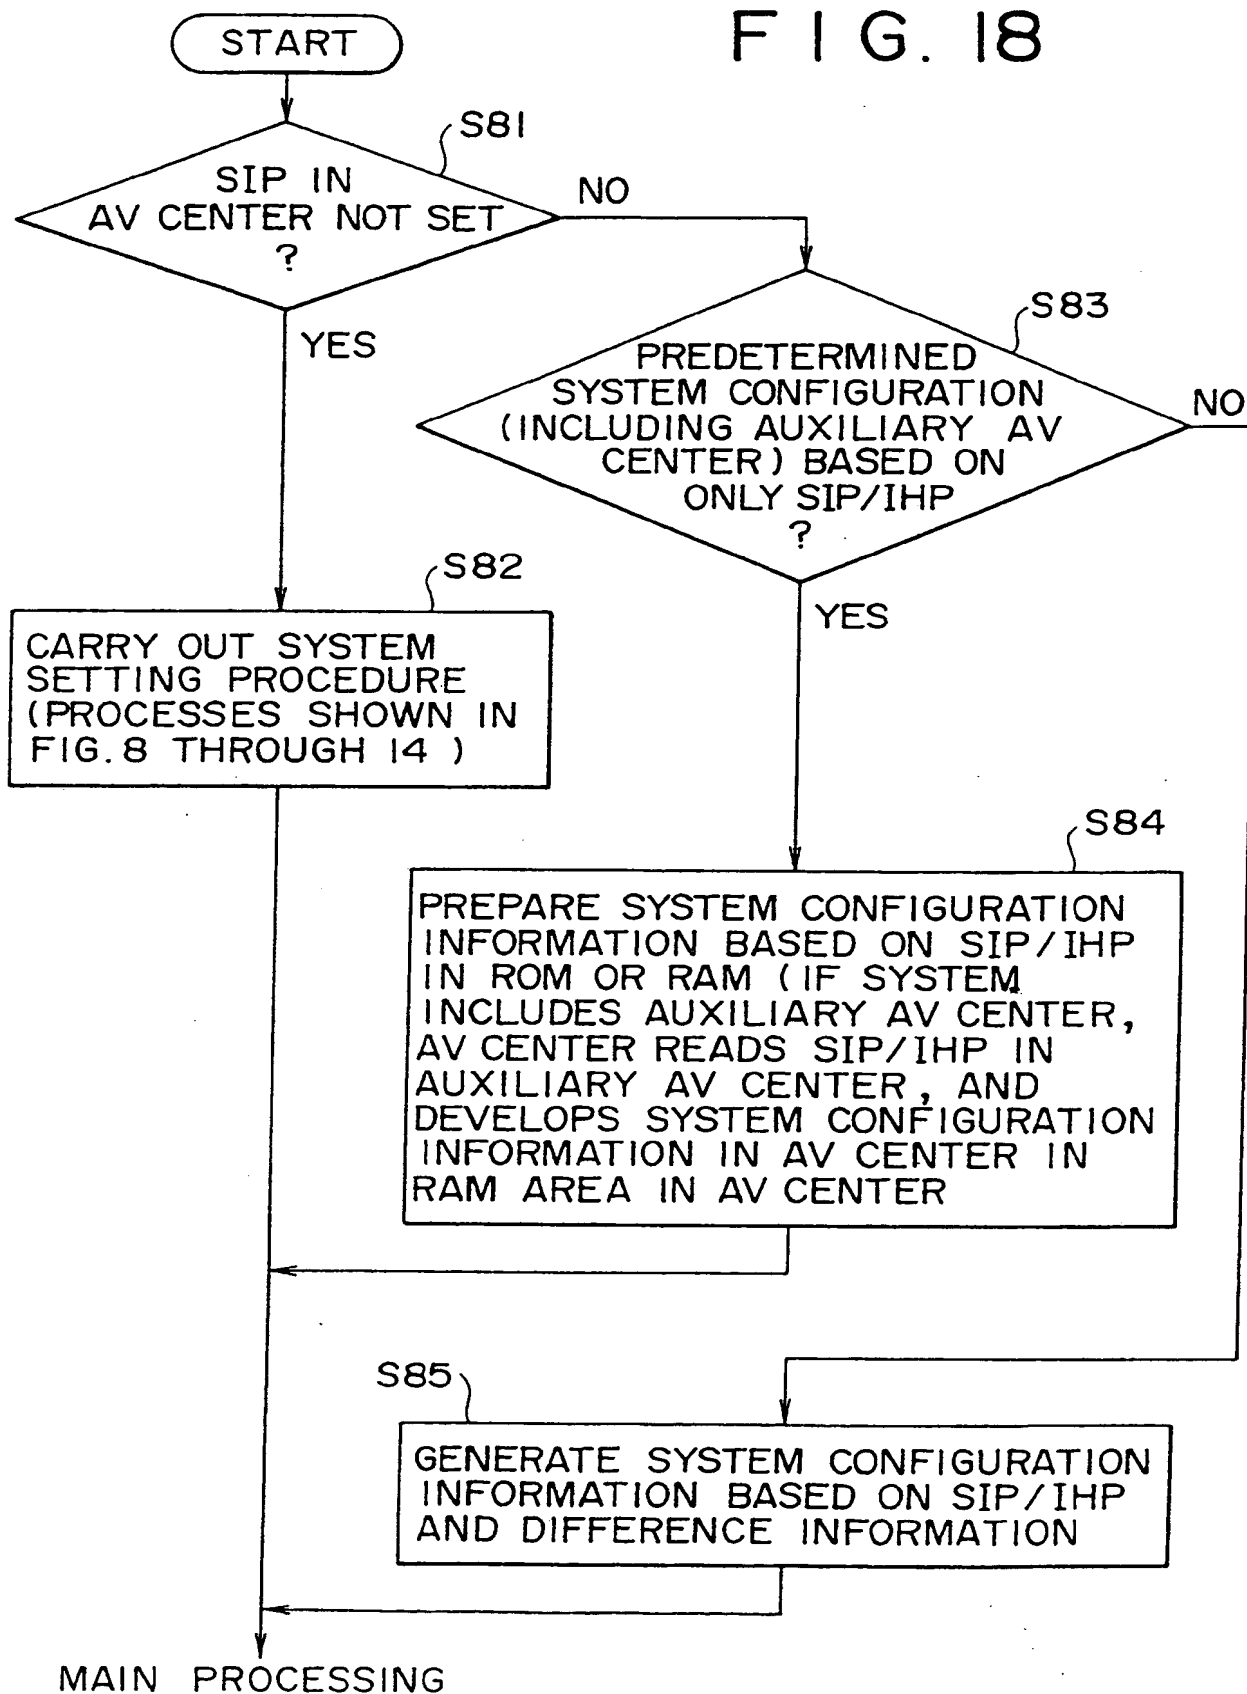 FIG. 18
START
S81
SIP IN
AV CENTER NOT SET
?
NO
YES
S83
PREDETERMINED
SYSTEM CONFIGURATION
(INCLUDING AUXILIARY AV
CENTER) BASED ON
ONLY SIP/IHP
?
NO
YES
S82
CARRY OUT SYSTEM
SETTING PROCEDURE
(PROCESSES SHOWN IN
FIG. 8 THROUGH 14 )
S84
PREPARE SYSTEM CONFIGURATION
INFORMATION BASED ON SIP/IHP
IN ROM OR RAM (IF SYSTEM
INCLUDES AUXILIARY AV CENTER,
AV CENTER READS SIP/IHP IN
AUXILIARY AV CENTER, AND
DEVELOPS SYSTEM CONFIGURATION
INFORMATION IN AV CENTER IN
RAM AREA IN AV CENTER
S85
GENERATE SYSTEM CONFIGURATION
INFORMATION BASED ON SIP/IHP
AND DIFFERENCE INFORMATION
MAIN PROCESSING